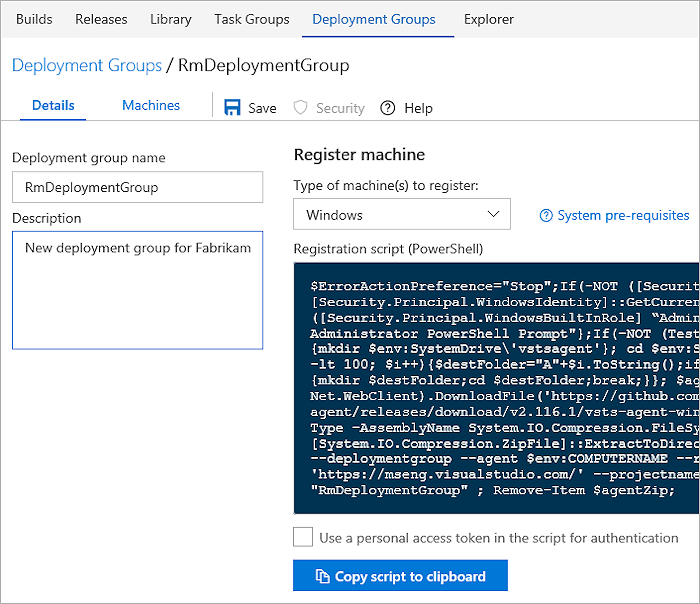 Builds Releases Library Task Groups Deployment Groups Explorer
Deployment Groups / RmDeploymentGroup
Details Machines Save Security Help
Deployment group name
RmDeploymentGroup
Description
New deployment group for Fabrikam
Register machine
Type of machine(s) to register:
Windows System pre-requisites
Registration script (PowerShell)
$ErrorActionPreference="Stop";If(-NOT ([Securit
[Security.Principal.WindowsIdentity]::GetCurren
([Security.Principal.WindowsBuiltInRole] “Admin
Administrator PowerShell Prompt"};If(-NOT (Test
{mkdir $env:SystemDrive\'vstsagent'}; cd $env:S
-lt 100; $i++){$destFolder="A"+$i.ToString();if
{mkdir $destFolder;cd $destFolder;break;}}; $ag
Net.WebClient).DownloadFile('https://github.com
agent/releases/download/v2.116.1/vsts-agent-win
Type -AssemblyName System.IO.Compression.FileSy
[System.IO.Compression.ZipFile]::ExtractToDirec
--deploymentgroup --agent $env:COMPUTERNAME --r
'https://mseng.visualstudio.com/' --projectname
"RmDeploymentGroup" ; Remove-Item $agentZip;
Use a personal access token in the script for authentication
Copy script to clipboard